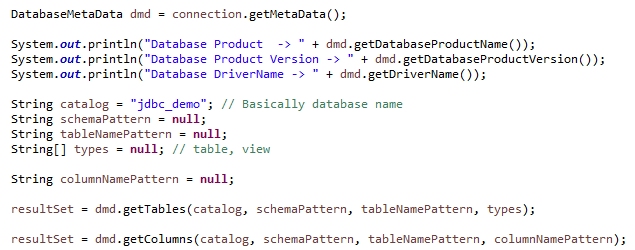 DatabaseMetaData dmd = connection.getMetaData();
System.out.println("Database Product  -> " + dmd.getDatabaseProductName());
System.out.println("Database Product Version -> " + dmd.getDatabaseProductVersion());
System.out.println("Database DriverName -> " + dmd.getDriverName());
String catalog = "jdbc_demo"; // Basically database name
String schemaPattern = null;
String tableNamePattern = null;
String[] types = null; // table, view
String columnNamePattern = null;
resultSet = dmd.getTables(catalog, schemaPattern, tableNamePattern, types);
resultSet = dmd.getColumns(catalog, schemaPattern, tableNamePattern, columnNamePattern);